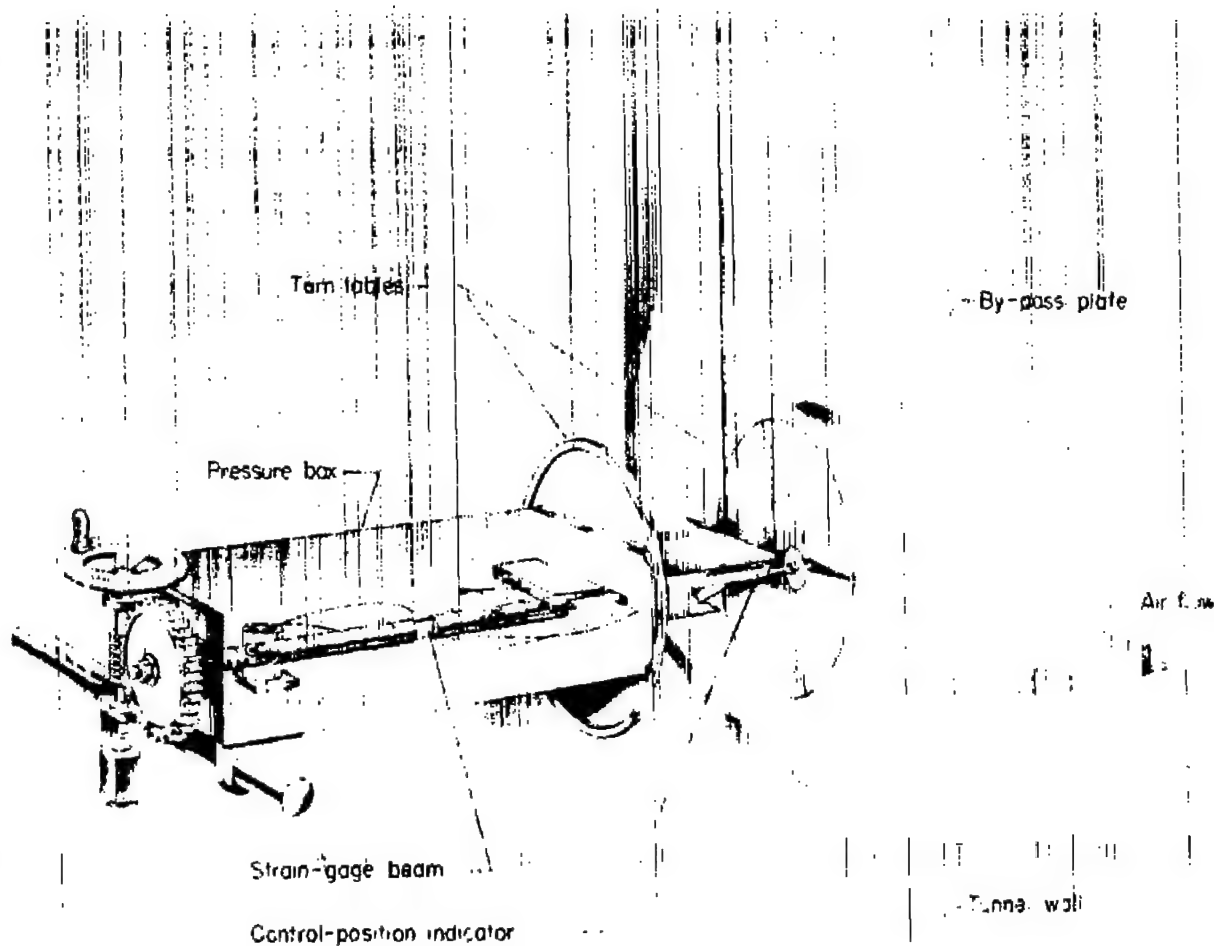 Turn tables
By-pass plate
Pressure box
Air flow
Strain-gage beam
Tunnel wall
Control-position indicator